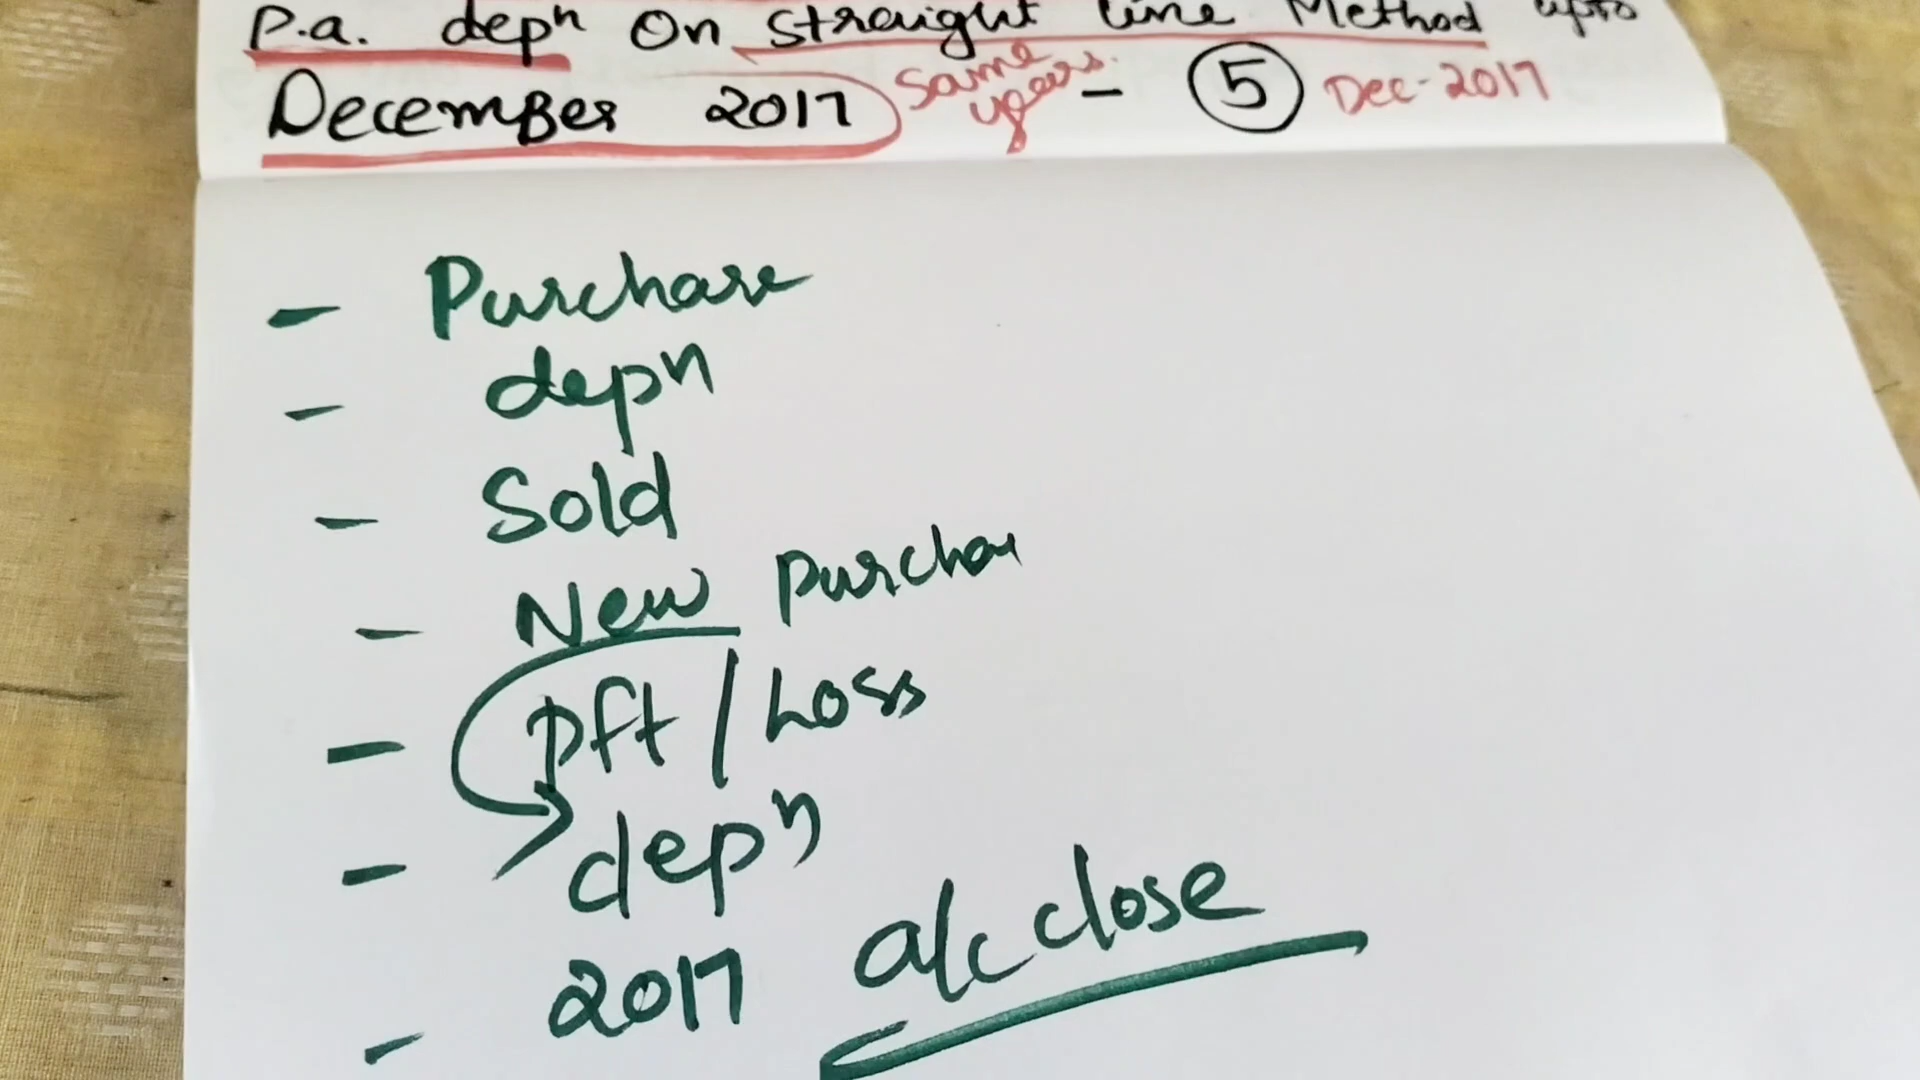 P.a. depn On Straight Line Method upto
December 2017 Same years. - 5 Dec-2017
- Purchase
- depn
- Sold
- New Purchase
- Pft / Loss
- depn
- 2017 a/c close